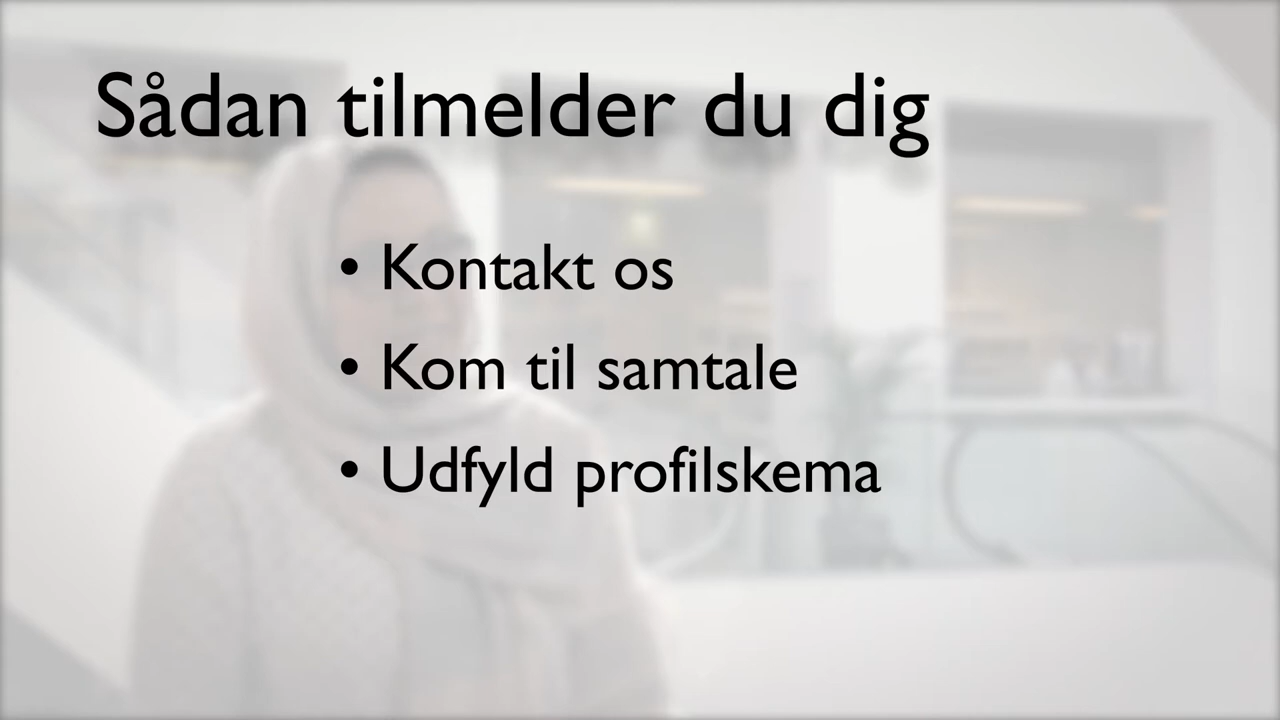 Sådan tilmelder du dig
• Kontakt os
• Kom til samtale
• Udfyld profilskema